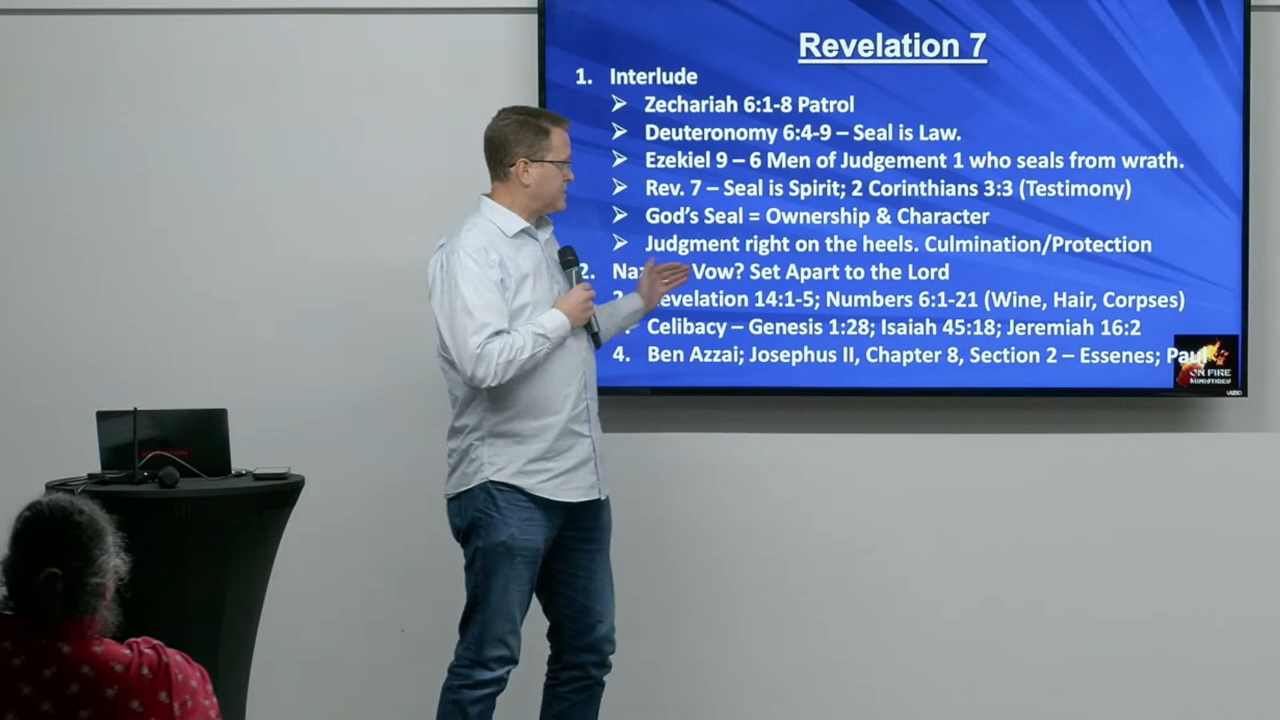 Revelation 7
1. Interlude
➢ Zechariah 6:1-8 Patrol
➢ Deuteronomy 6:4-9 – Seal is Law.
➢ Ezekiel 9 – 6 Men of Judgement 1 who seals from wrath.
➢ Rev. 7 – Seal is Spirit; 2 Corinthians 3:3 (Testimony)
➢ God's Seal = Ownership & Character
➢ Judgment right on the heels. Culmination/Protection
2. Vow? Set Apart to the Lord
Revelation 14:1-5; Numbers 6:1-21 (Wine, Hair, Corpses)
Celibacy – Genesis 1:28; Isaiah 45:18; Jeremiah 16:2
4. Ben Azzai; Josephus II, Chapter 8, Section 2 – Essenes; Paul
ON FIRE
MINISTRIES
VIZIO